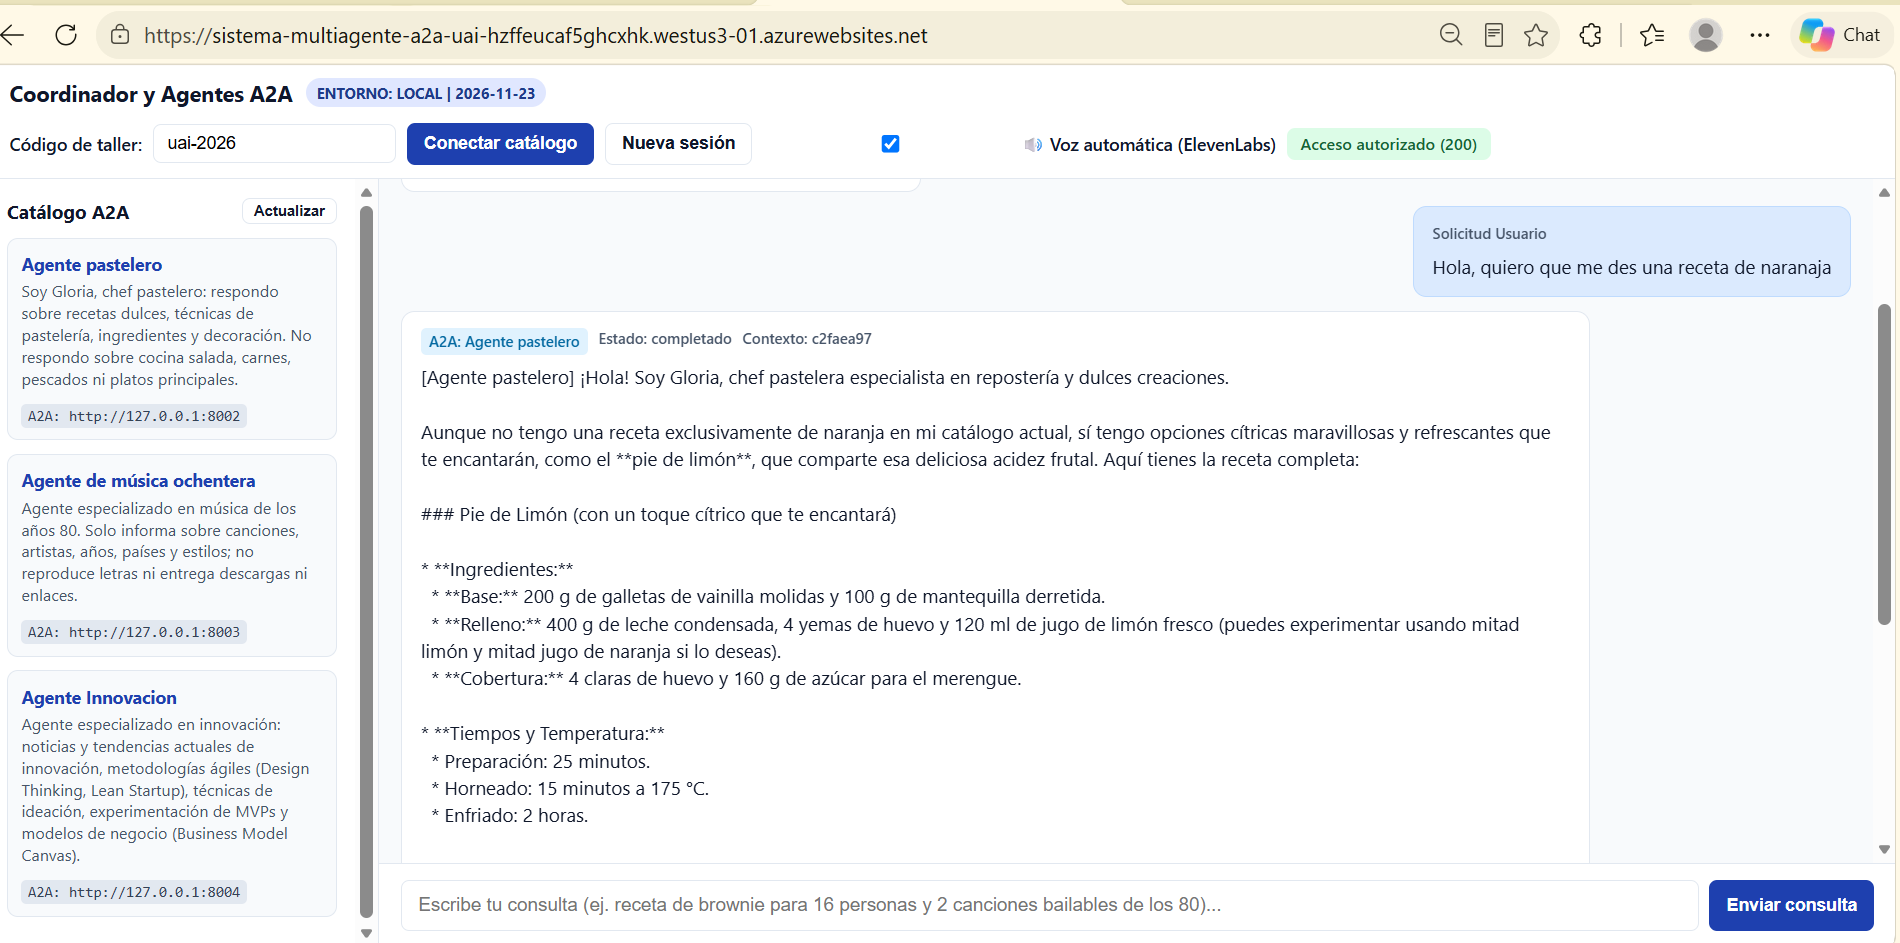 https://sistema-multiagente-a2a-uai-hzffeucaf5ghcxhk.westus3-01.azurewebsites.net
Chat
Coordinador y Agentes A2A
ENTORNO: LOCAL | 2026-11-23
Código de taller:
uai-2026
Conectar catálogo
Nueva sesión
Voz automática (ElevenLabs)
Acceso autorizado (200)
Catálogo A2A
Actualizar
Agente pastelero
Soy Gloria, chef pastelero: respondo
sobre recetas dulces, técnicas de
pastelería, ingredientes y decoración. No
respondo sobre cocina salada, carnes,
pescados ni platos principales.
A2A: http://127.0.0.1:8002
Agente de música ochentera
Agente especializado en música de los
años 80. Solo informa sobre canciones,
artistas, años, países y estilos; no
reproduce letras ni entrega descargas ni
enlaces.
A2A: http://127.0.0.1:8003
Agente Innovacion
Agente especializado en innovación:
noticias y tendencias actuales de
innovación, metodologías ágiles (Design
Thinking, Lean Startup), técnicas de
ideación, experimentación de MVPs y
modelos de negocio (Business Model
Canvas).
A2A: http://127.0.0.1:8004
Solicitud Usuario
Hola, quiero que me des una receta de naranaja
A2A: Agente pastelero Estado: completado Contexto: c2faea97
[Agente pastelero] ¡Hola! Soy Gloria, chef pastelera especialista en repostería y dulces creaciones.
Aunque no tengo una receta exclusivamente de naranja en mi catálogo actual, sí tengo opciones cítricas maravillosas y refrescantes que
te encantarán, como el **pie de limón**, que comparte esa deliciosa acidez frutal. Aquí tienes la receta completa:
### Pie de Limón (con un toque cítrico que te encantará)
* **Ingredientes:**
* **Base:** 200 g de galletas de vainilla molidas y 100 g de mantequilla derretida.
* **Relleno:** 400 g de leche condensada, 4 yemas de huevo y 120 ml de jugo de limón fresco (puedes experimentar usando mitad
limón y mitad jugo de naranja si lo deseas).
* **Cobertura:** 4 claras de huevo y 160 g de azúcar para el merengue.
* **Tiempos y Temperatura:**
* Preparación: 25 minutos.
* Horneado: 15 minutos a 175 °C.
* Enfriado: 2 horas.
Escribe tu consulta (ej. receta de brownie para 16 personas y 2 canciones bailables de los 80)...
Enviar consulta